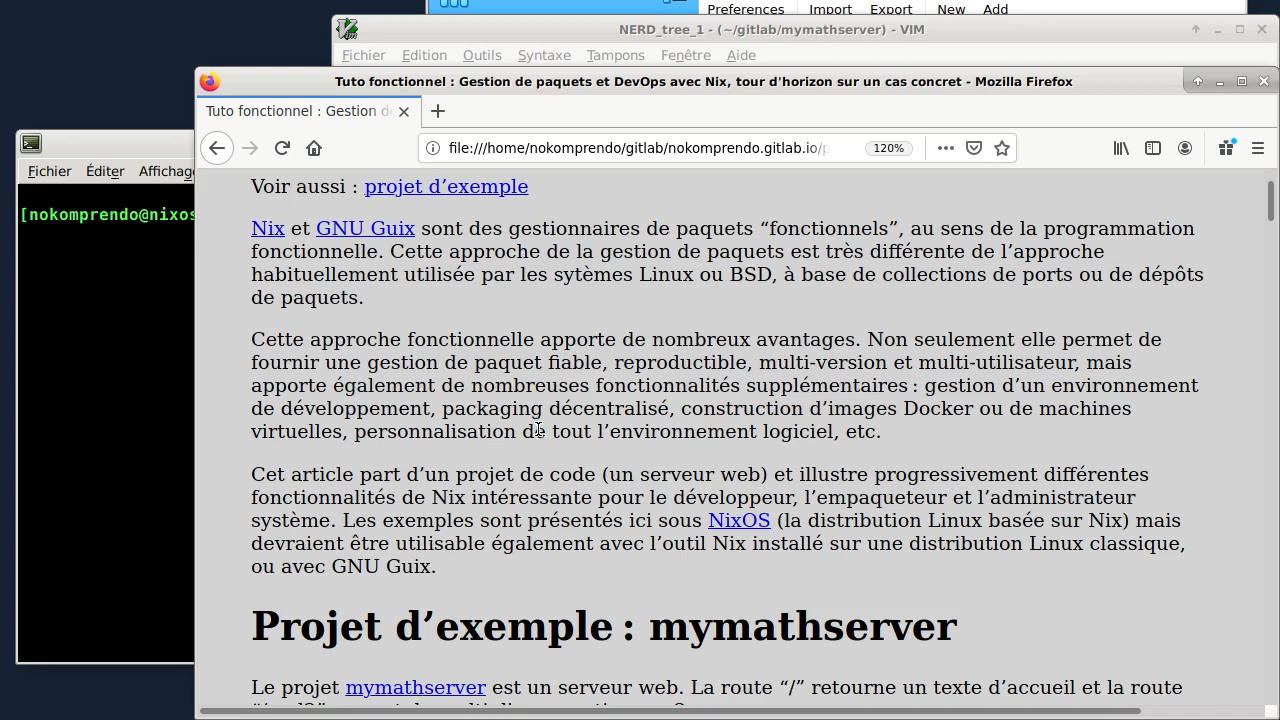 Preferences Import Export New Add
NERD_tree_1 - (~/gitlab/mymathserver) - VIM
Fichier Edition Outils Syntaxe Tampons Fenêtre Aide
Tuto fonctionnel : Gestion de paquets et DevOps avec Nix, tour d'horizon sur un cas concret - Mozilla Firefox
Tuto fonctionnel : Gestion d
file:///home/nokomprendo/gitlab/nokomprendo.gitlab.io/p 120%
Fichier Éditer Affichag
[nokomprendo@nixos
Voir aussi : projet d’exemple
Nix et GNU Guix sont des gestionnaires de paquets “fonctionnels”, au sens de la programmation
fonctionnelle. Cette approche de la gestion de paquets est très différente de l’approche
habituellement utilisée par les sytèmes Linux ou BSD, à base de collections de ports ou de dépôts
de paquets.
Cette approche fonctionnelle apporte de nombreux avantages. Non seulement elle permet de
fournir une gestion de paquet fiable, reproductible, multi-version et multi-utilisateur, mais
apporte également de nombreuses fonctionnalités supplémentaires : gestion d’un environnement
de développement, packaging décentralisé, construction d’images Docker ou de machines
virtuelles, personnalisation de tout l’environnement logiciel, etc.
Cet article part d’un projet de code (un serveur web) et illustre progressivement différentes
fonctionnalités de Nix intéressante pour le développeur, l’empaqueteur et l’administrateur
système. Les exemples sont présentés ici sous NixOS (la distribution Linux basée sur Nix) mais
devraient être utilisable également avec l’outil Nix installé sur une distribution Linux classique,
ou avec GNU Guix.
Projet d’exemple : mymathserver
Le projet mymathserver est un serveur web. La route “/” retourne un texte d’accueil et la route